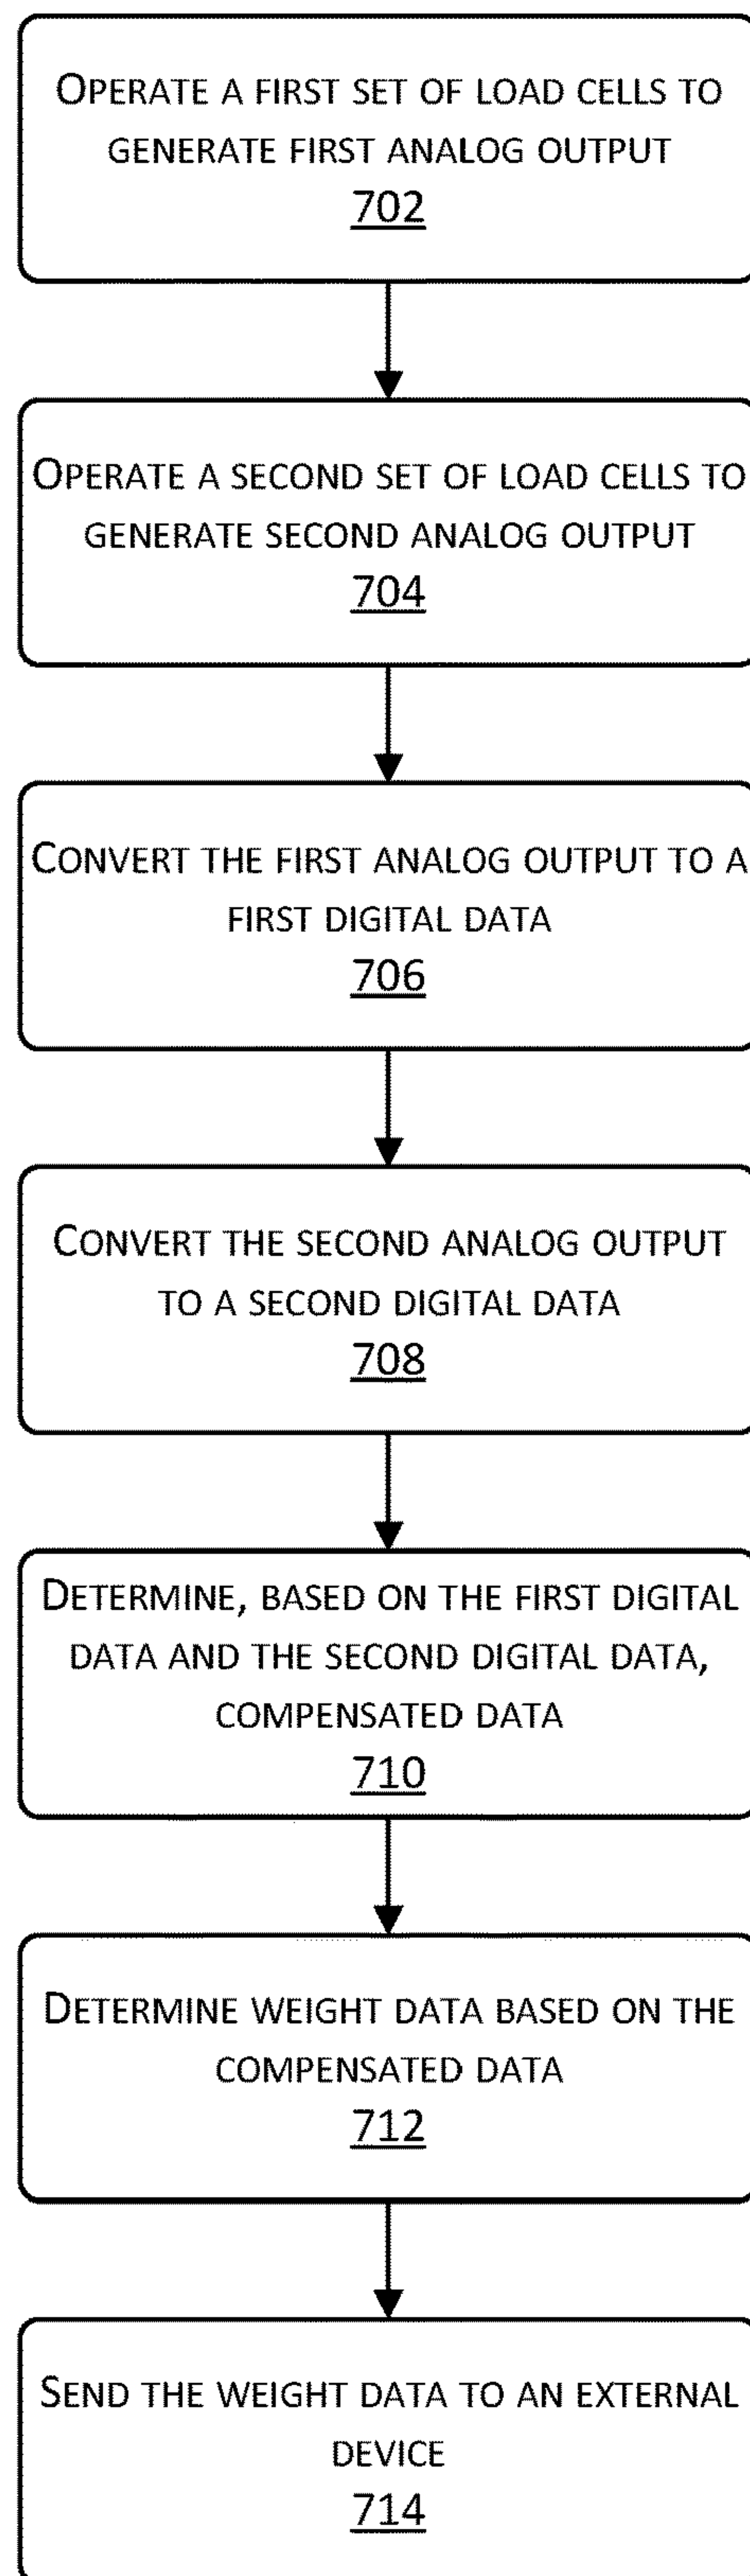 OPERATE A FIRST SET OF LOAD CELLS TO
GENERATE FIRST ANALOG OUTPUT
702
OPERATE A SECOND SET OF LOAD CELLS TO
GENERATE SECOND ANALOG OUTPUT
704
CONVERT THE FIRST ANALOG OUTPUT TO A
FIRST DIGITAL DATA
706
CONVERT THE SECOND ANALOG OUTPUT
TO A SECOND DIGITAL DATA
708
DETERMINE, BASED ON THE FIRST DIGITAL
DATA AND THE SECOND DIGITAL DATA,
COMPENSATED DATA
710
DETERMINE WEIGHT DATA BASED ON THE
COMPENSATED DATA
712
SEND THE WEIGHT DATA TO AN EXTERNAL
DEVICE
714